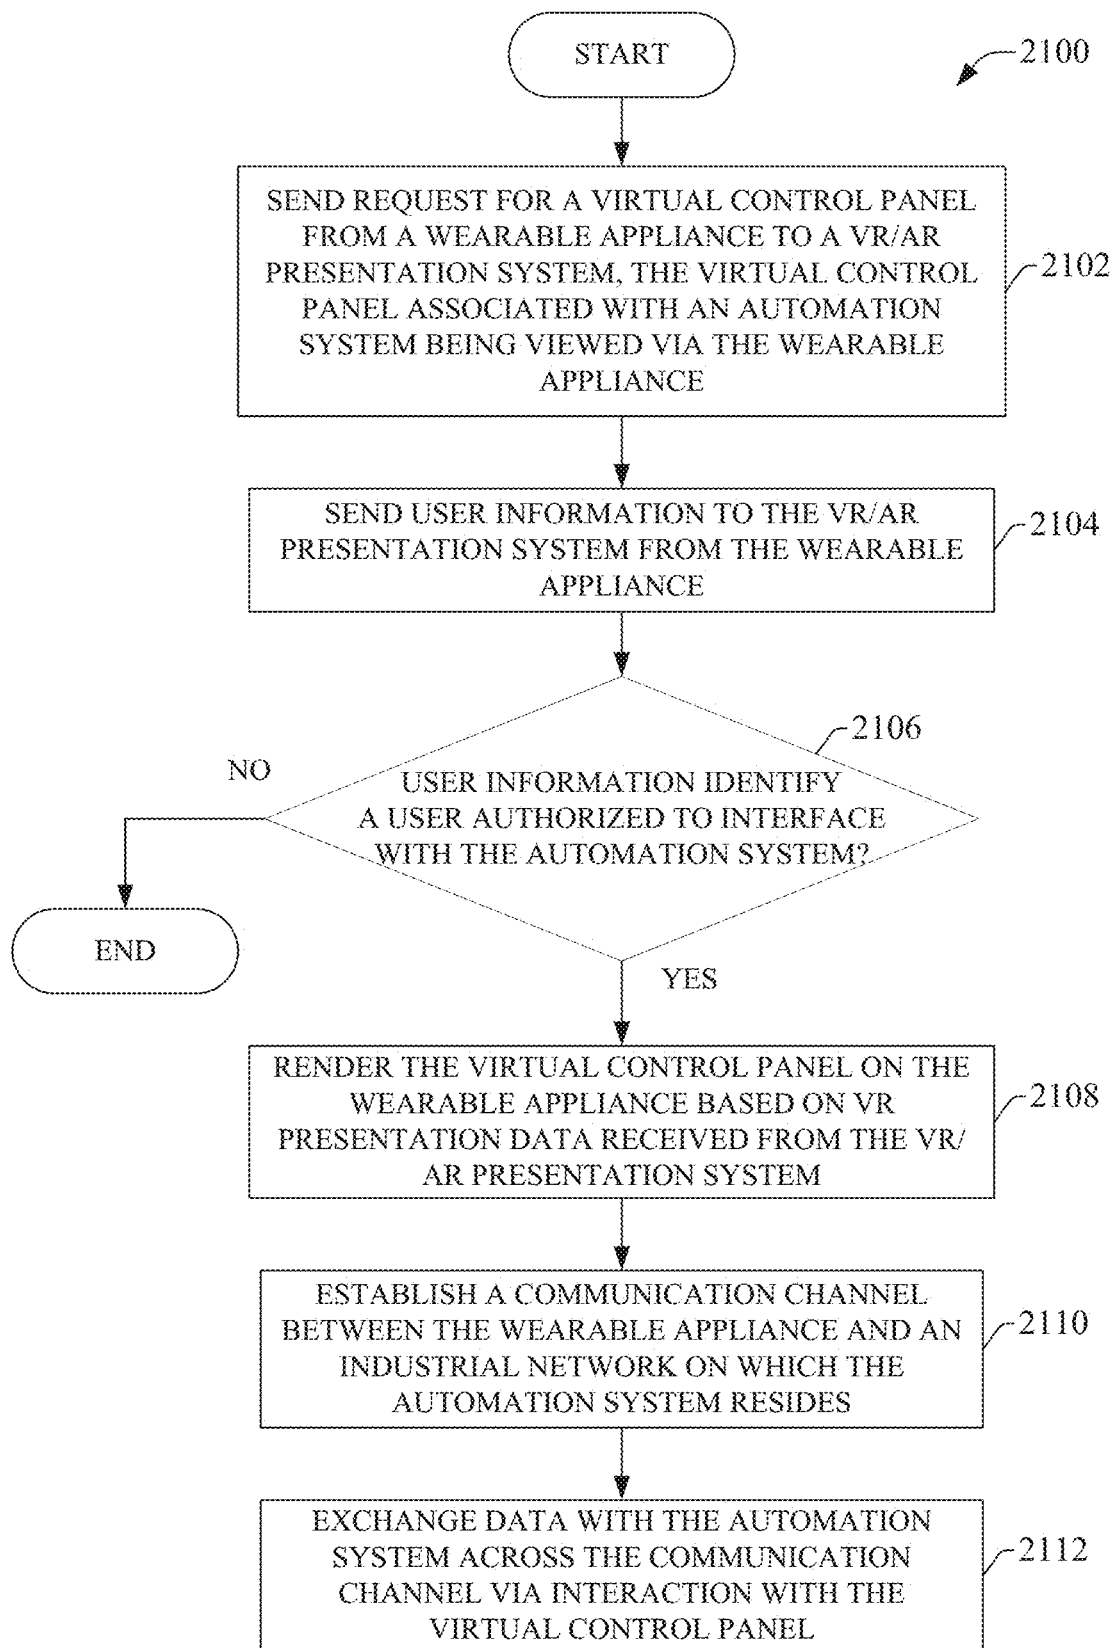 START
2100
SEND REQUEST FOR A VIRTUAL CONTROL PANEL
FROM A WEARABLE APPLIANCE TO A VR/AR
PRESENTATION SYSTEM, THE VIRTUAL CONTROL
PANEL ASSOCIATED WITH AN AUTOMATION
SYSTEM BEING VIEWED VIA THE WEARABLE
APPLIANCE
2102
SEND USER INFORMATION TO THE VR/AR
PRESENTATION SYSTEM FROM THE WEARABLE
APPLIANCE
2104
2106
USER INFORMATION IDENTIFY
A USER AUTHORIZED TO INTERFACE
WITH THE AUTOMATION SYSTEM?
NO
END
YES
RENDER THE VIRTUAL CONTROL PANEL ON THE
WEARABLE APPLIANCE BASED ON VR
PRESENTATION DATA RECEIVED FROM THE VR/
AR PRESENTATION SYSTEM
2108
ESTABLISH A COMMUNICATION CHANNEL
BETWEEN THE WEARABLE APPLIANCE AND AN
INDUSTRIAL NETWORK ON WHICH THE
AUTOMATION SYSTEM RESIDES
2110
EXCHANGE DATA WITH THE AUTOMATION
SYSTEM ACROSS THE COMMUNICATION
CHANNEL VIA INTERACTION WITH THE
VIRTUAL CONTROL PANEL
2112